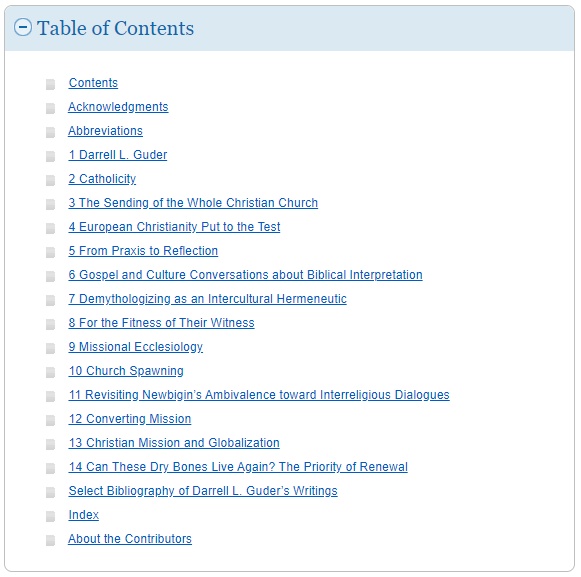 Table of Contents
Contents
Acknowledgments
Abbreviations
1 Darrell L. Guder
2 Catholicity
3 The Sending of the Whole Christian Church
4 European Christianity Put to the Test
5 From Praxis to Reflection
6 Gospel and Culture Conversations about Biblical Interpretation
7 Demythologizing as an Intercultural Hermeneutic
8 For the Fitness of Their Witness
9 Missional Ecclesiology
10 Church Spawning
11 Revisiting Newbigin’s Ambivalence toward Interreligious Dialogues
12 Converting Mission
13 Christian Mission and Globalization
14 Can These Dry Bones Live Again? The Priority of Renewal
Select Bibliography of Darrell L. Guder’s Writings
Index
About the Contributors